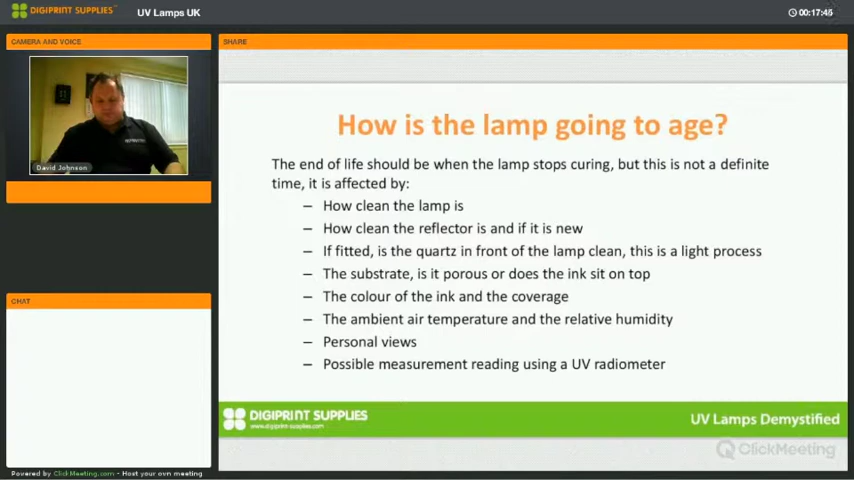 DIGIPRINT SUPPLIES™
UV Lamps UK
00:17:45
CAMERA AND VOICE
David Johnson
CHAT
Powered by ClickMeeting.com - Host your own meeting
SHARE
How is the lamp going to age?
The end of life should be when the lamp stops curing, but this is not a definite
time, it is affected by:
– How clean the lamp is
– How clean the reflector is and if it is new
– If fitted, is the quartz in front of the lamp clean, this is a light process
– The substrate, is it porous or does the ink sit on top
– The colour of the ink and the coverage
– The ambient air temperature and the relative humidity
– Personal views
– Possible measurement reading using a UV radiometer
DIGIPRINT SUPPLIES
www.digiprint-supplies.com
UV Lamps Demystified
ClickMeeting